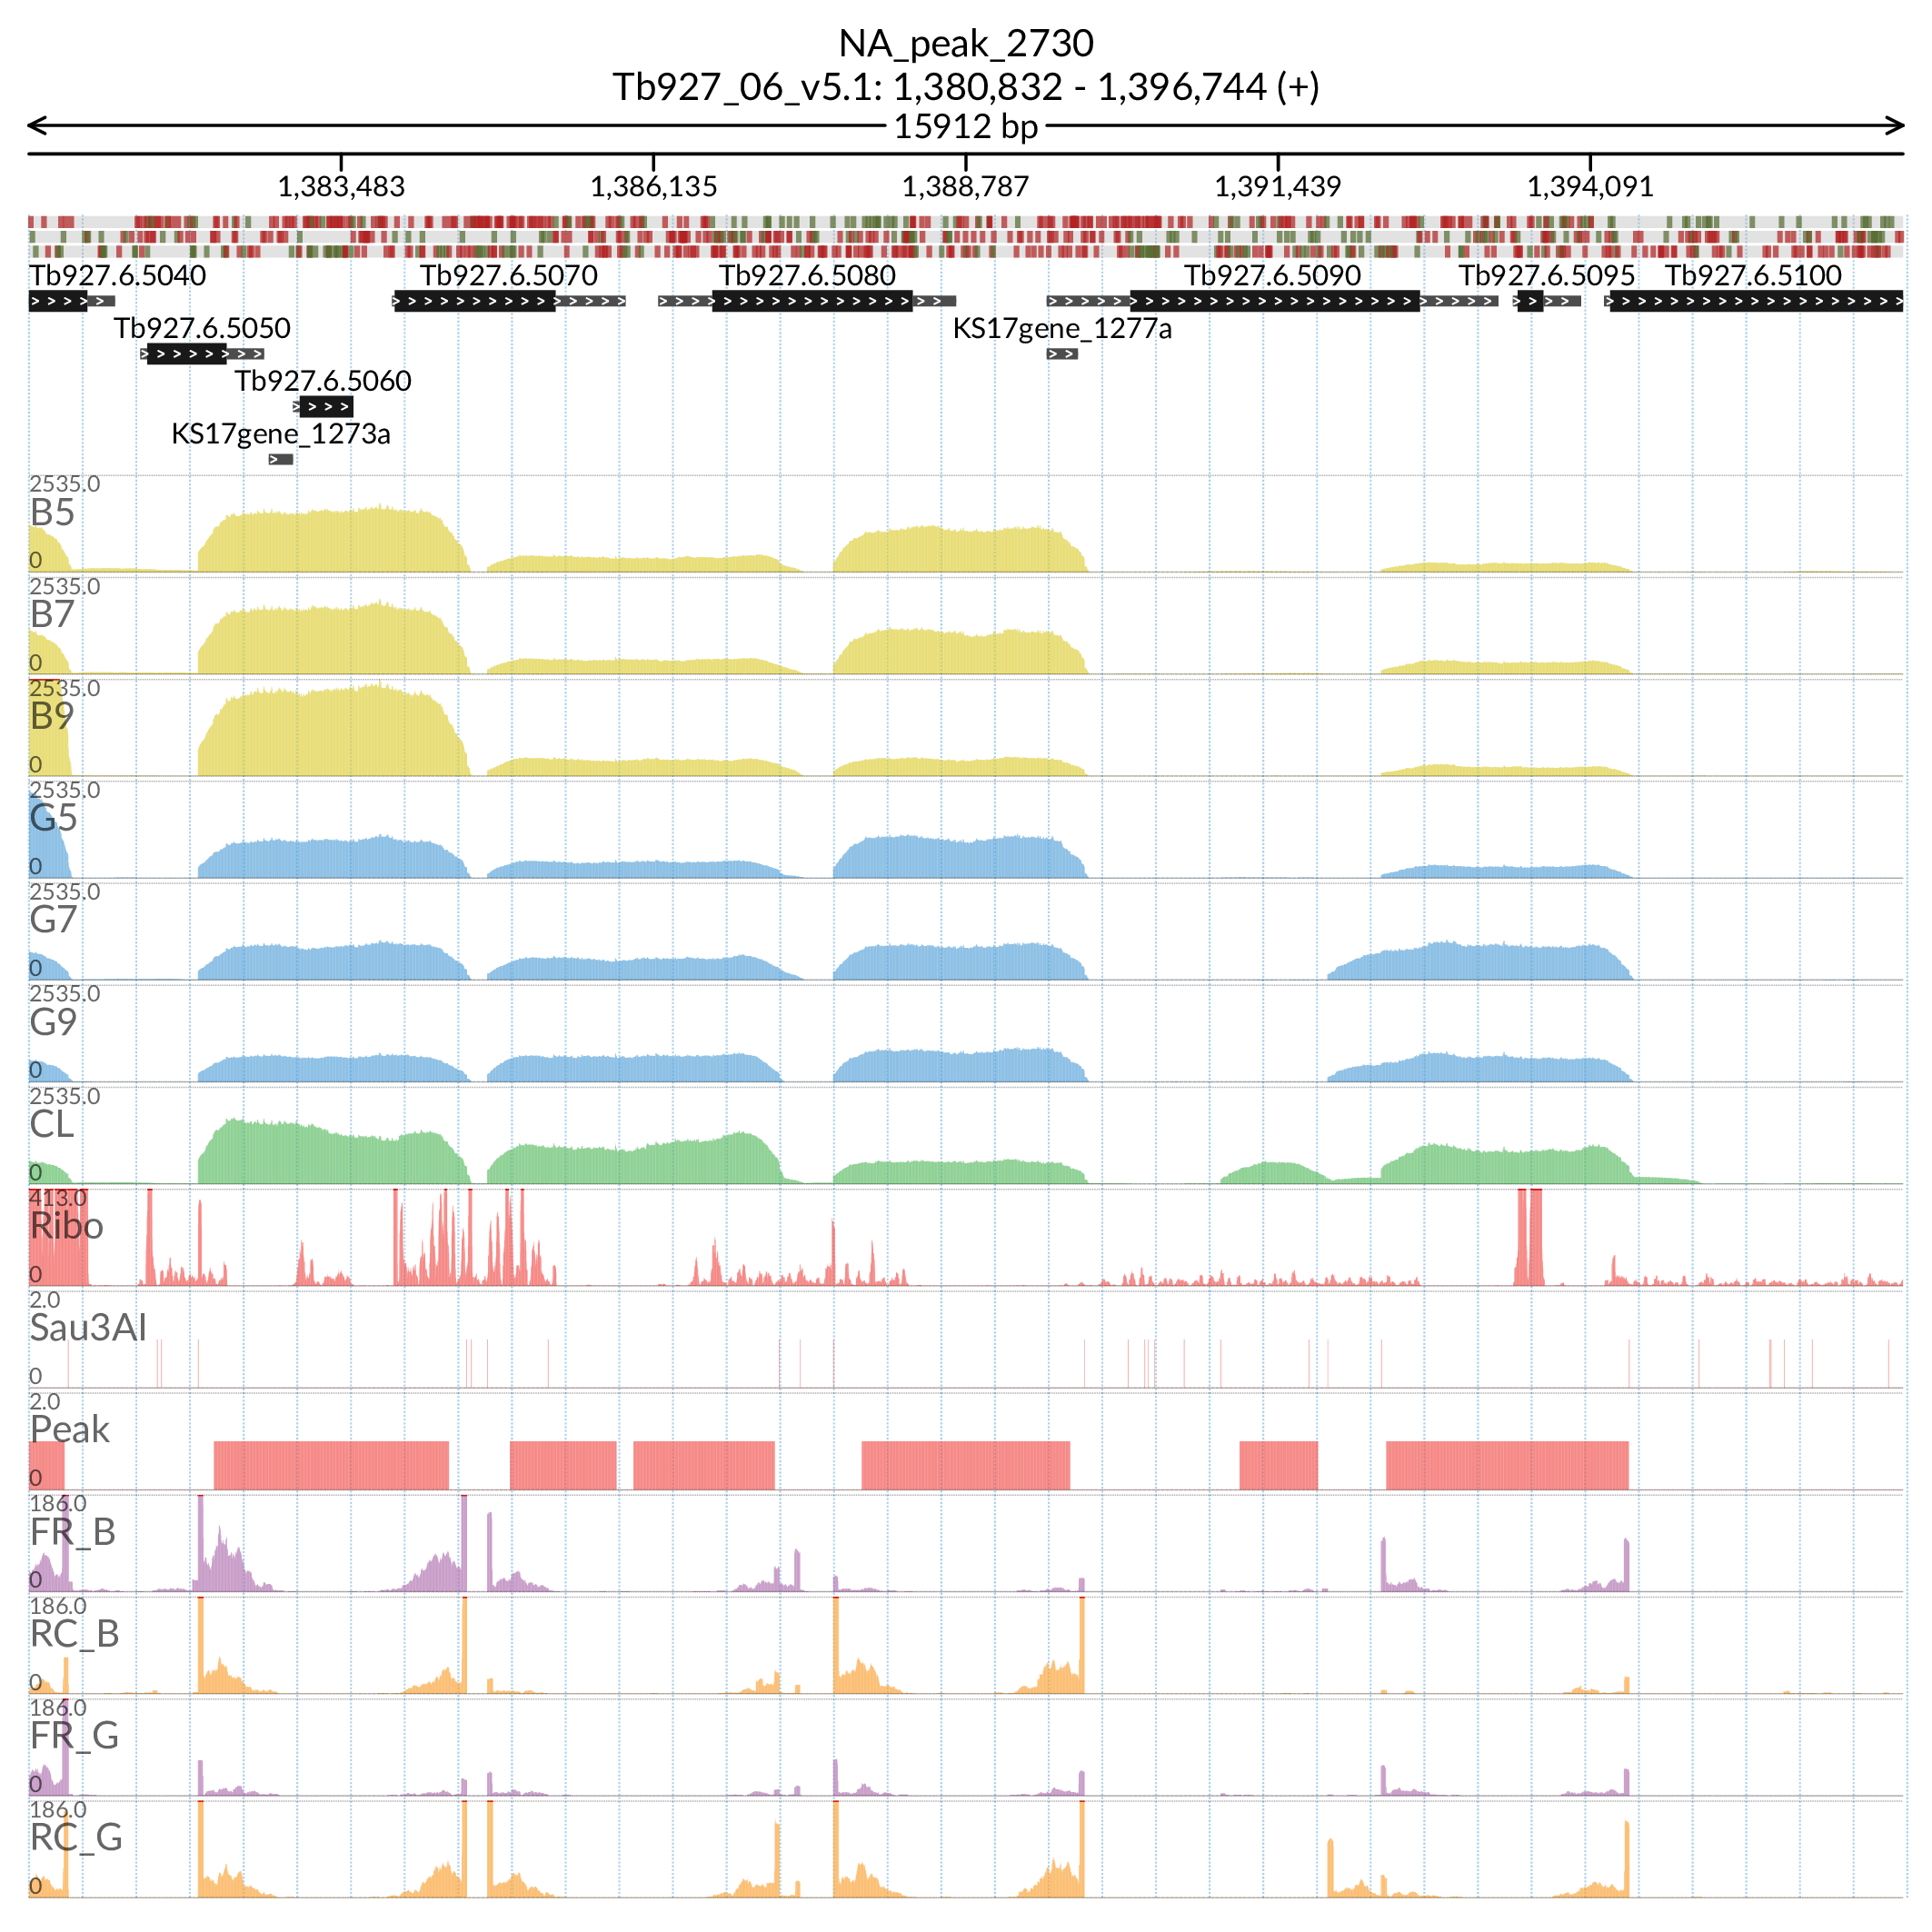 NA_peak_2730
Tb927_06_v5.1: 1,380,832 - 1,396,744 (+)
15912 bp
1,383,483 1,386,135 1,388,787 1,391,439 1,394,091
Tb927.6.5040 Tb927.6.5070 Tb927.6.5080 Tb927.6.5090 Tb927.6.5095 Tb927.6.5100
Tb927.6.5050 KS17gene_1277a
Tb927.6.5060
KS17gene_1273a
2535.0
B5
0
2535.0
B7
0
2535.0
B9
0
2535.0
G5
0
2535.0
G7
0
2535.0
G9
0
2535.0
CL
0
413.0
Ribo
0
2.0
Sau3AI
0
2.0
Peak
0
186.0
FR_B
0
186.0
RC_B
0
186.0
FR_G
0
186.0
RC_G
0